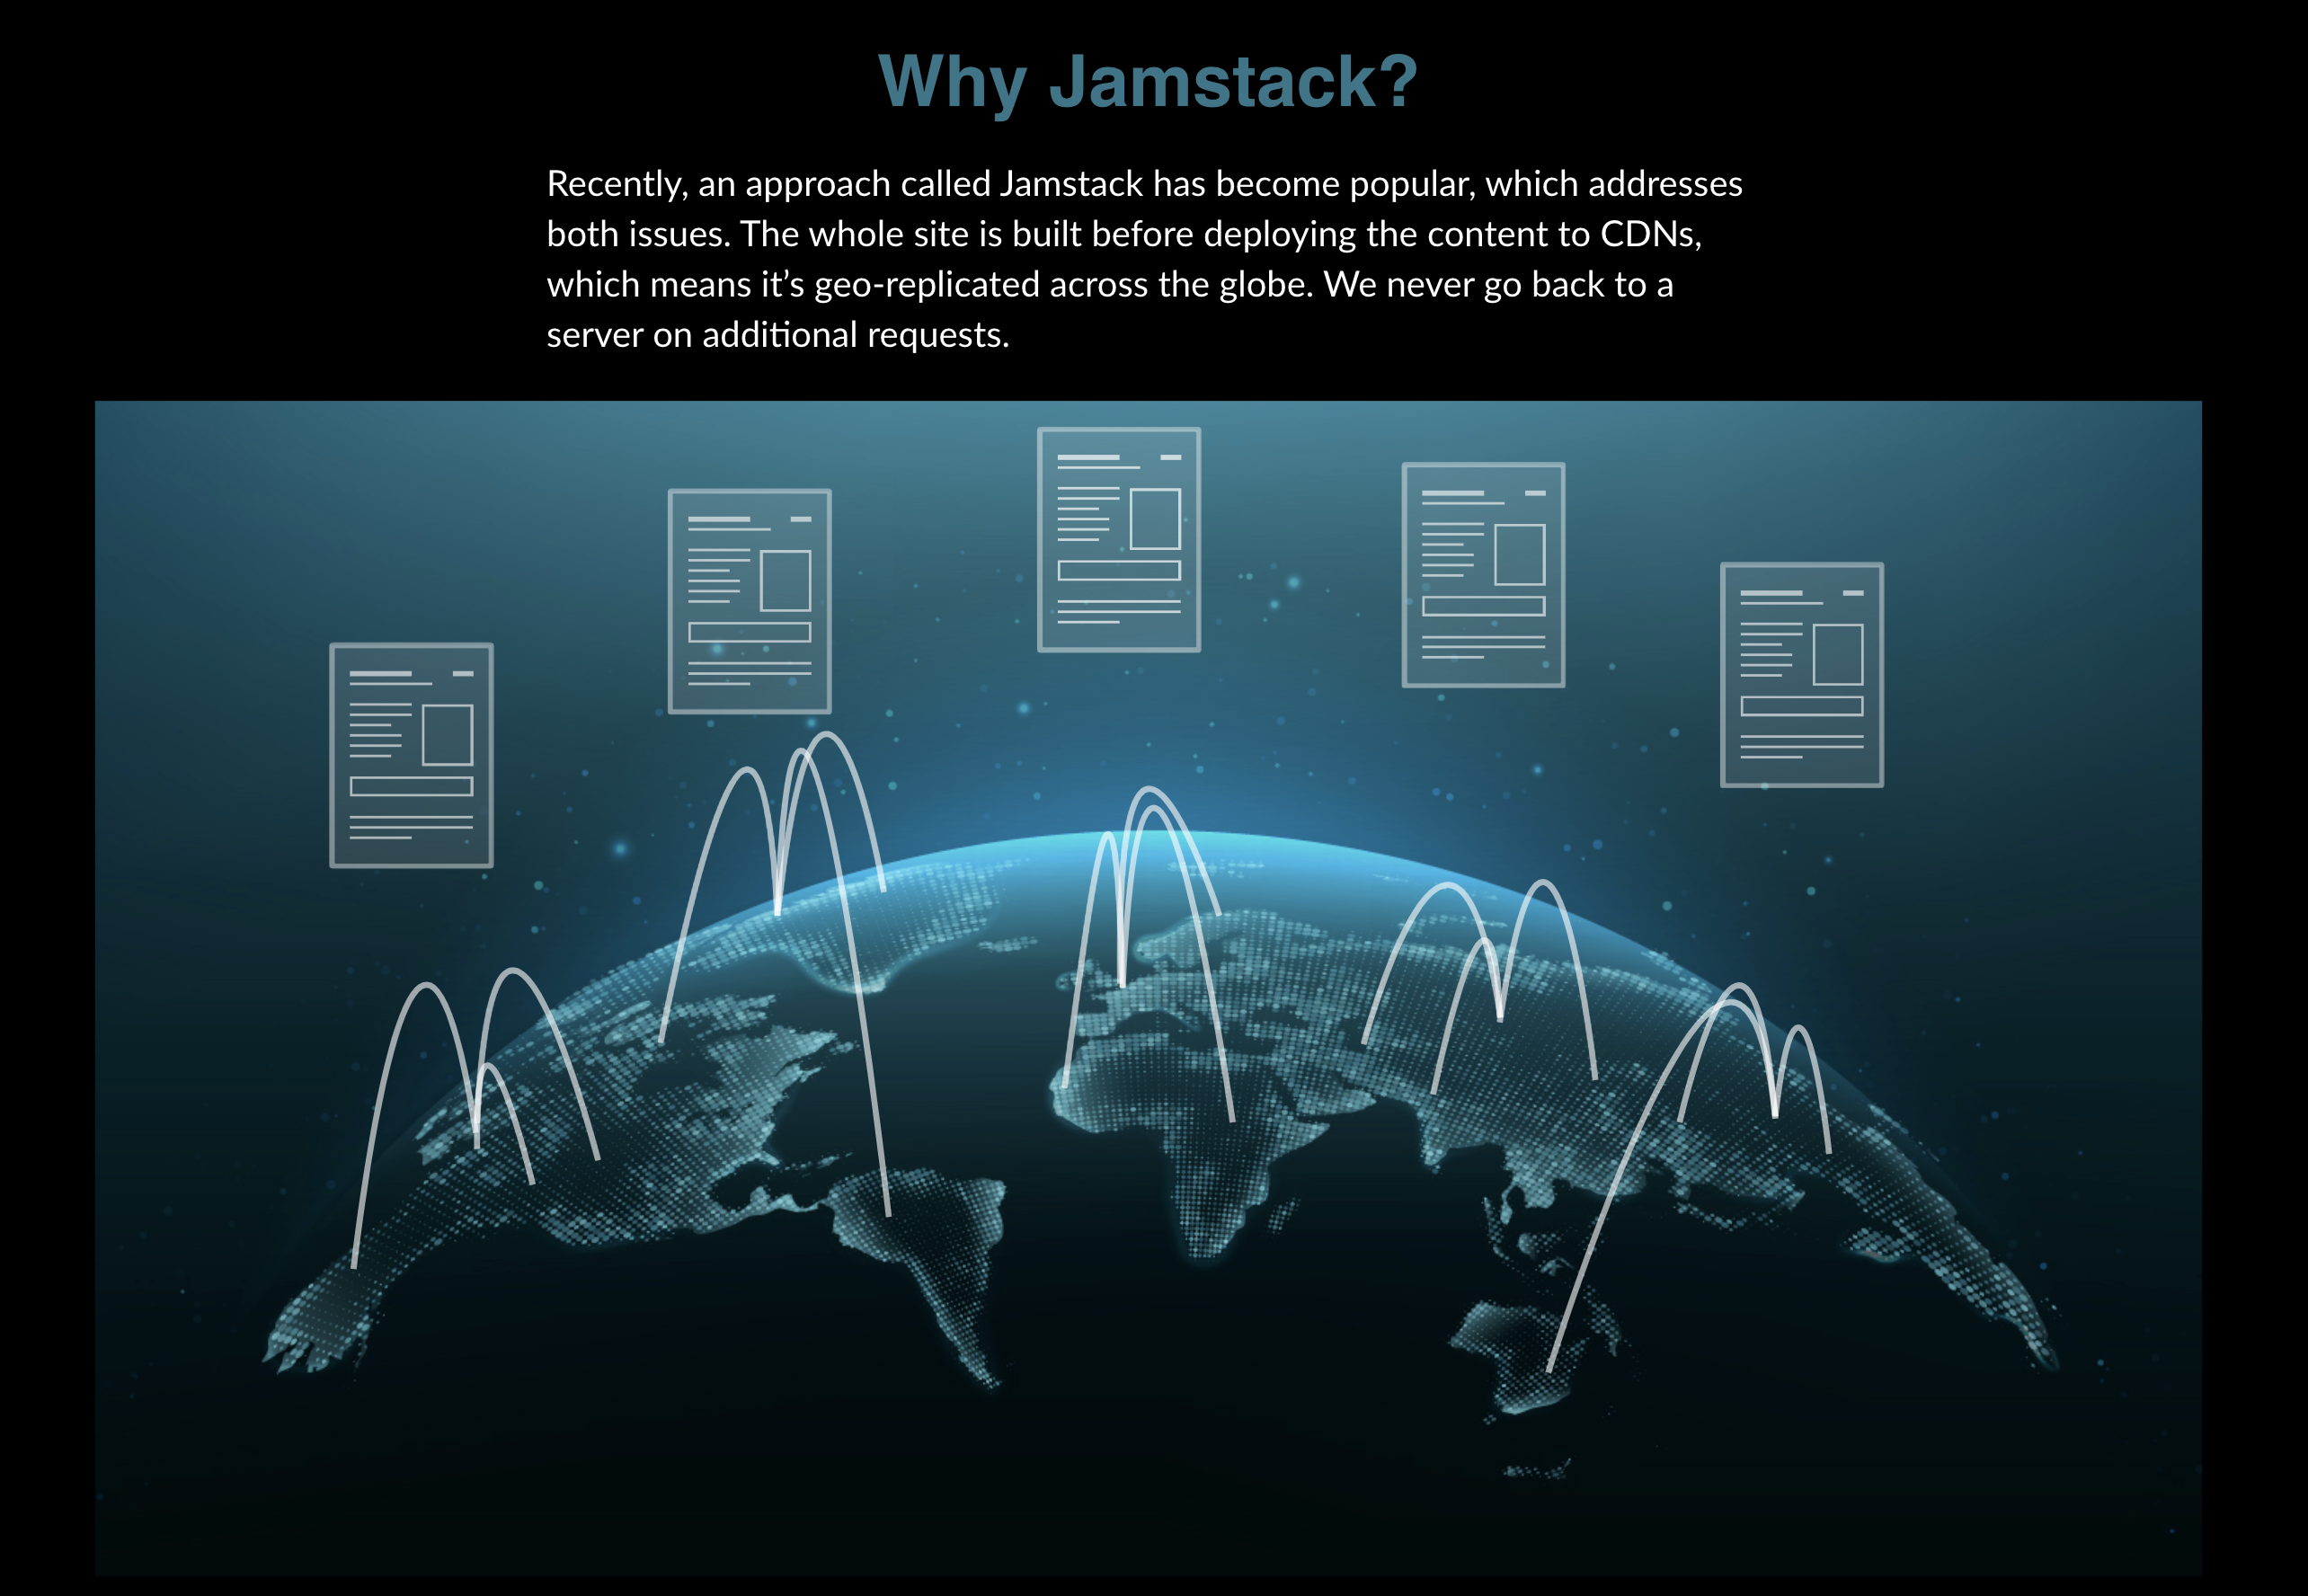 Why Jamstack?
Recently, an approach called Jamstack has become popular, which addresses
both issues. The whole site is built before deploying the content to CDNs,
which means it’s geo-replicated across the globe. We never go back to a
server on additional requests.